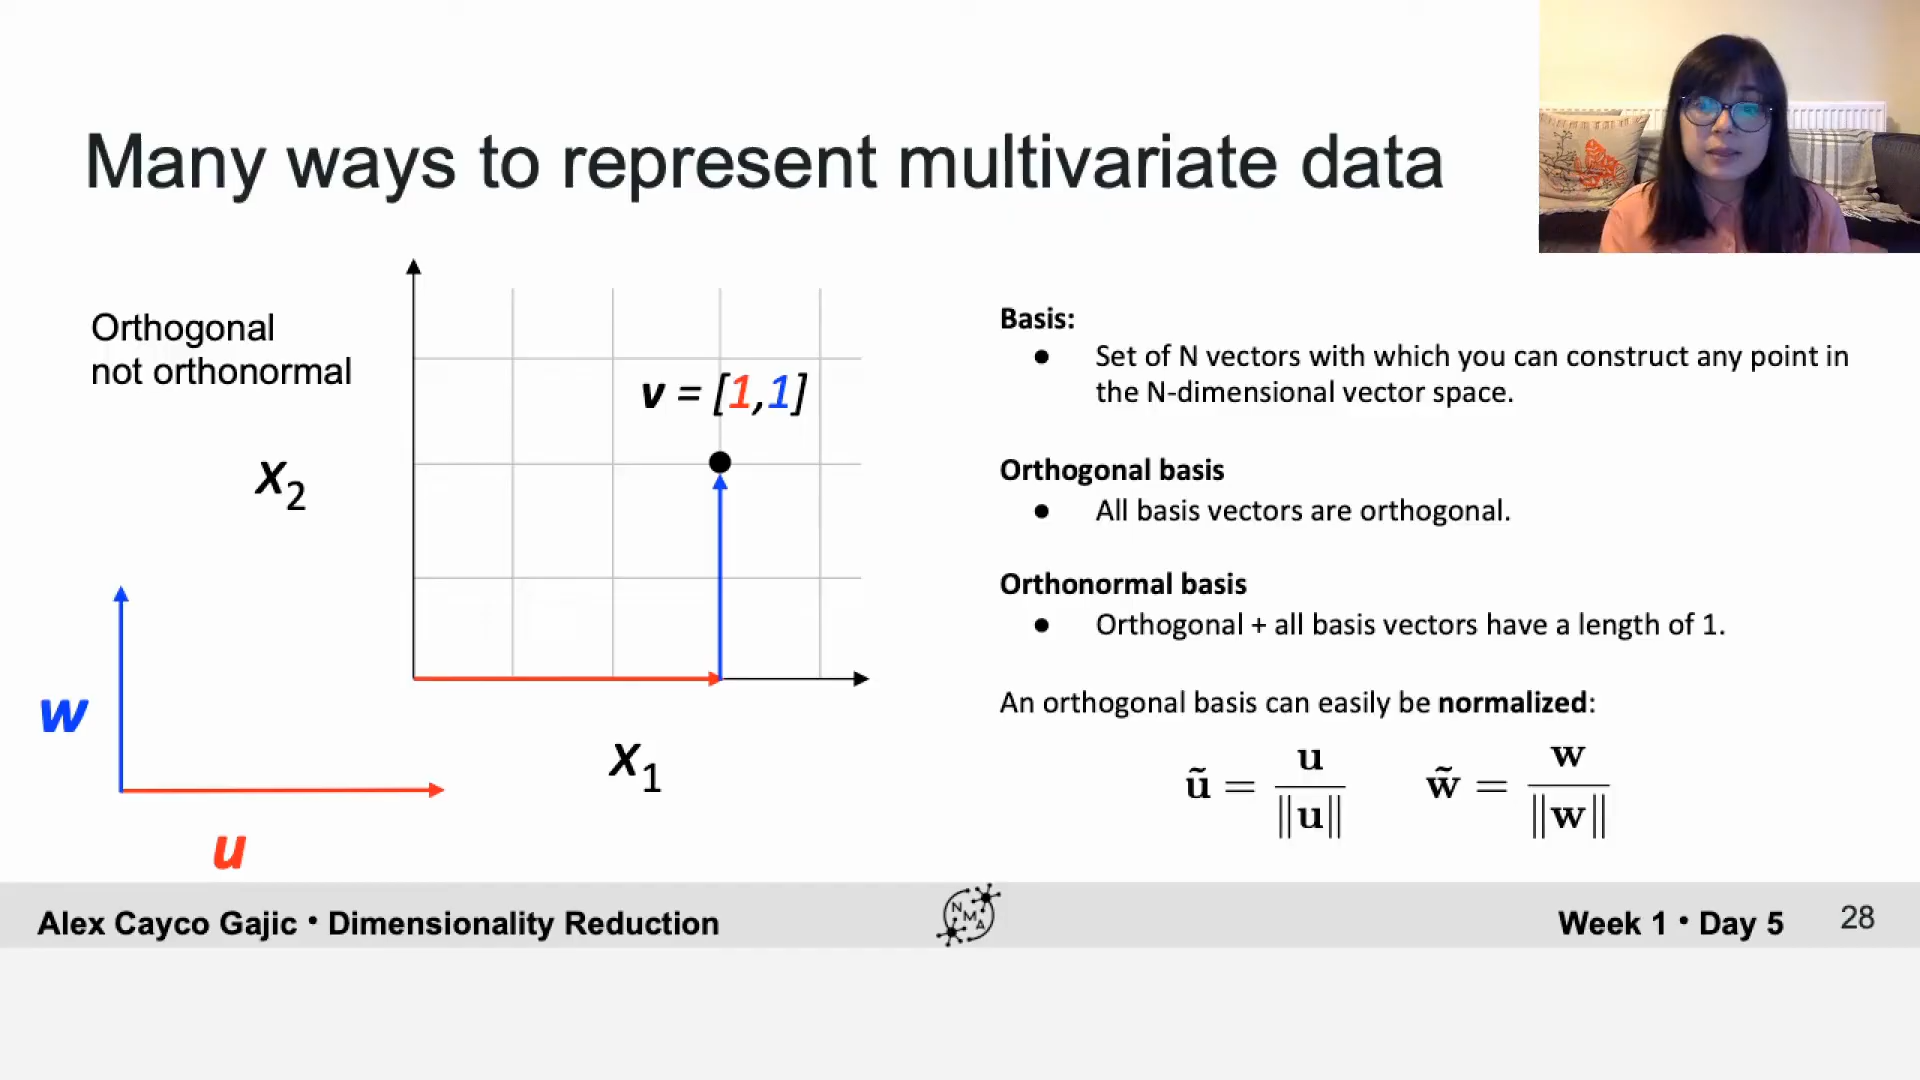 Many ways to represent multivariate data
Orthogonal
not orthonormal
v = [1,1]
x₂
w
u
x₁
Basis:
● Set of N vectors with which you can construct any point in
the N-dimensional vector space.
Orthogonal basis
● All basis vectors are orthogonal.
Orthonormal basis
● Orthogonal + all basis vectors have a length of 1.
An orthogonal basis can easily be normalized:
ũ = u / ‖u‖ w̃ = w / ‖w‖
Alex Cayco Gajic • Dimensionality Reduction
NMA
Week 1 • Day 5 28